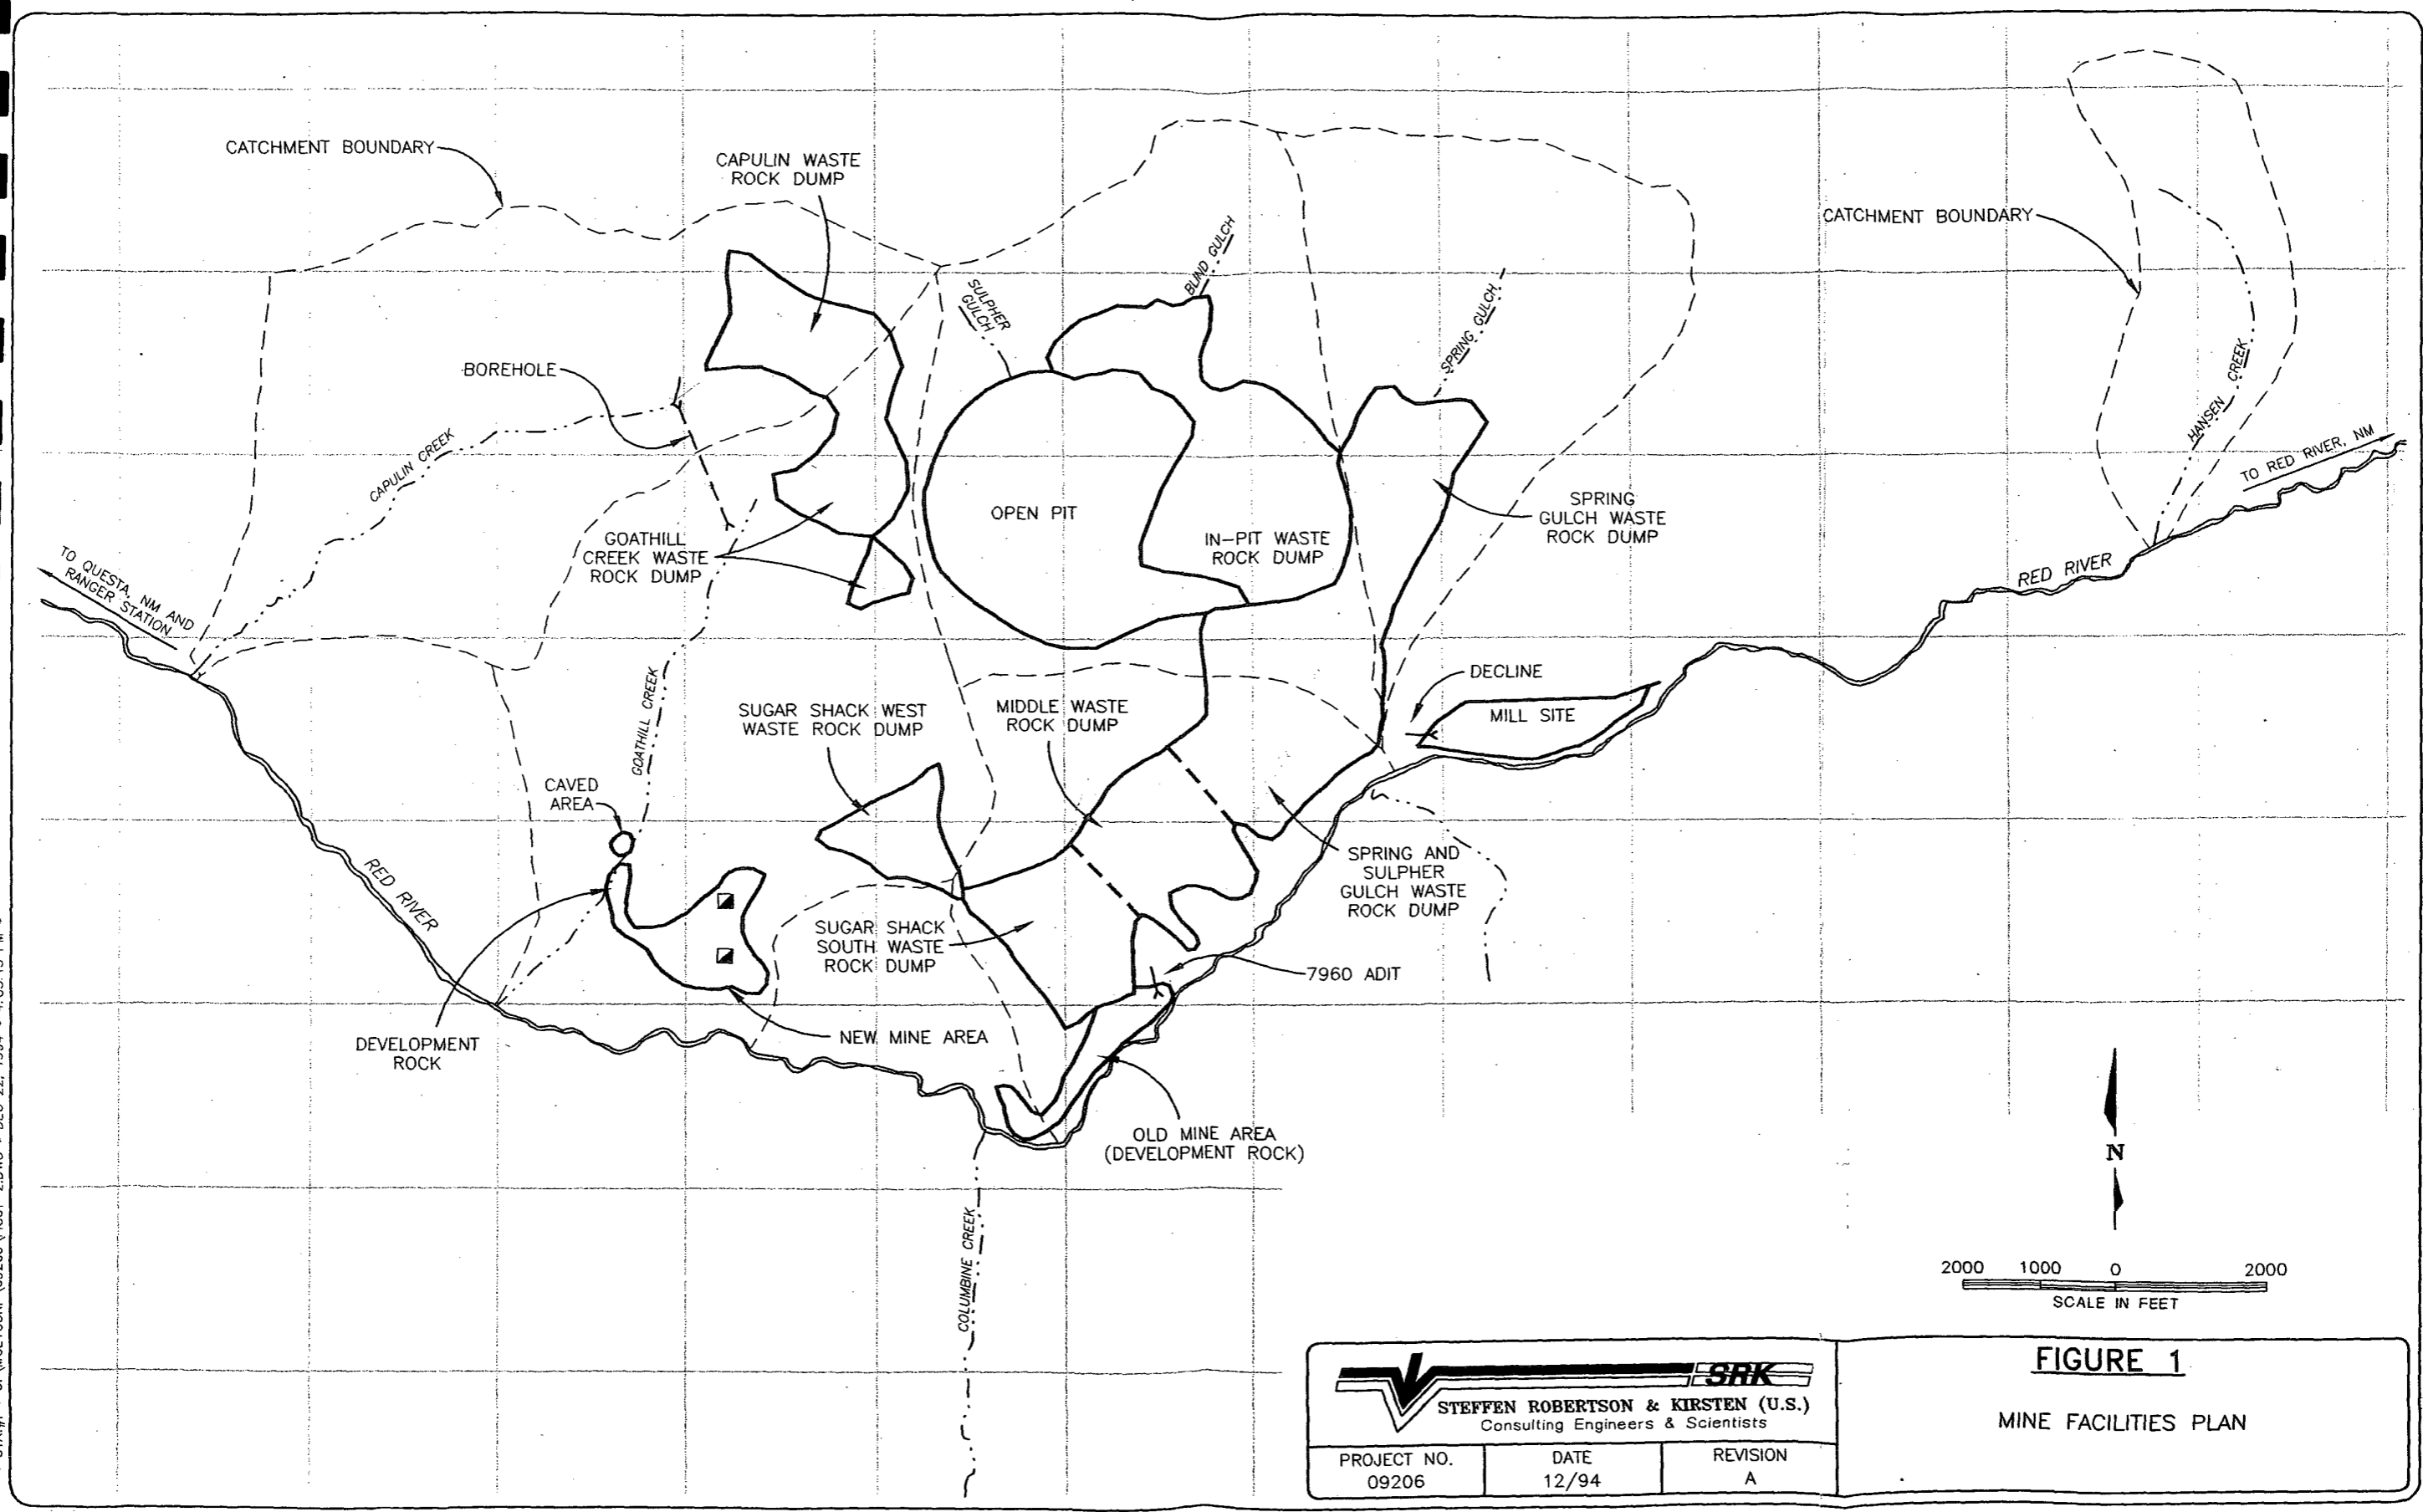 CATCHMENT BOUNDARY
CAPULIN WASTE
ROCK DUMP
CATCHMENT BOUNDARY
BLIND GULCH
SULPHER
GULCH
SPRING GULCH
HANSEN CREEK
BOREHOLE
CAPULIN CREEK
TO RED RIVER, NM
OPEN PIT
SPRING
GULCH WASTE
ROCK DUMP
GOATHILL
CREEK WASTE
ROCK DUMP
IN-PIT WASTE
ROCK DUMP
TO QUESTA, NM AND
RANGER STATION
RED RIVER
DECLINE
GOATHILL CREEK
SUGAR SHACK WEST
WASTE ROCK DUMP
MIDDLE WASTE
ROCK DUMP
MILL SITE
CAVED
AREA
RED RIVER
SPRING AND
SULPHER
GULCH WASTE
ROCK DUMP
SUGAR SHACK
SOUTH WASTE
ROCK DUMP
7960 ADIT
NEW MINE AREA
DEVELOPMENT
ROCK
OLD MINE AREA
(DEVELOPMENT ROCK)
N
COLUMBINE CREEK
2000 1000 0 2000
SCALE IN FEET
SRK
STEFFEN ROBERTSON & KIRSTEN (U.S.)
Consulting Engineers & Scientists
PROJECT NO.
09206
DATE
12/94
REVISION
A
FIGURE 1
MINE FACILITIES PLAN